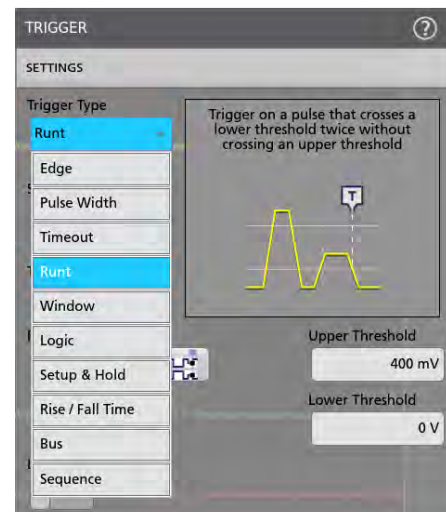 TRIGGER ?
SETTINGS
Trigger Type
Runt
Trigger on a pulse that crosses a
lower threshold twice without
crossing an upper threshold
T
Edge
Pulse Width
Timeout
Runt
Window
Logic
Setup & Hold
Rise / Fall Time
Bus
Sequence
Upper Threshold
400 mV
Lower Threshold
0 V